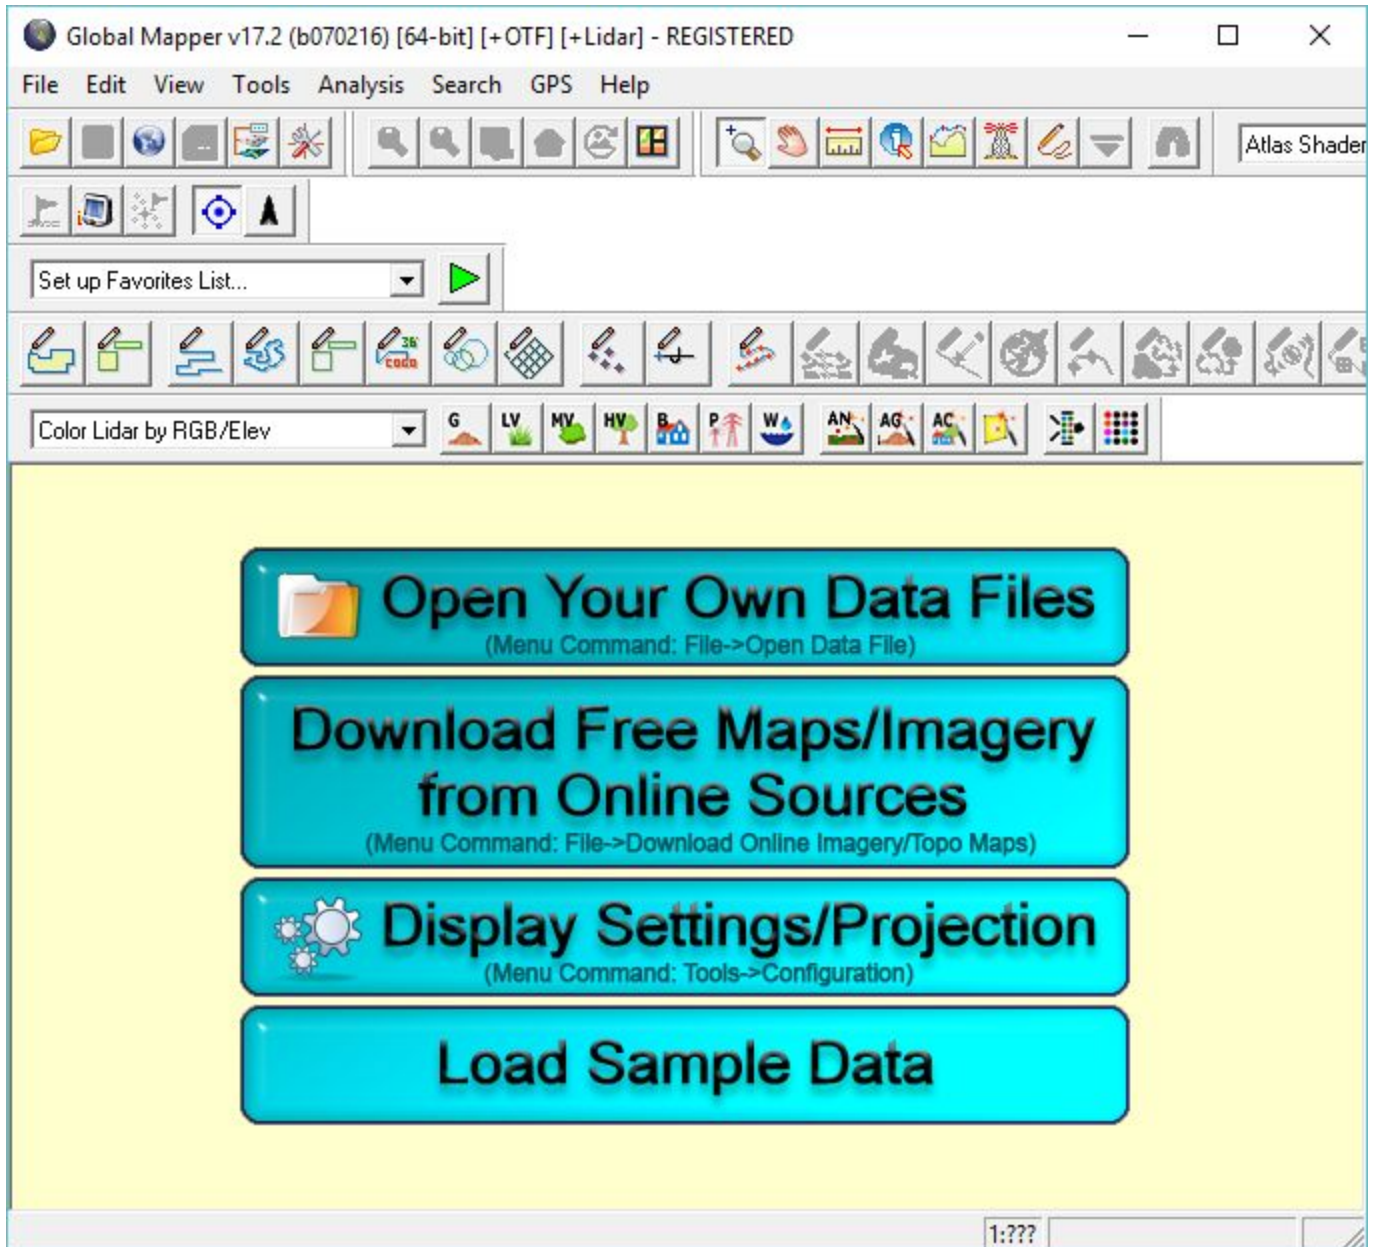 Global Mapper v17.2 (b070216) [64-bit] [+OTF] [+Lidar] - REGISTERED
File Edit View Tools Analysis Search GPS Help
Atlas Shader
Set up Favorites List...
36' coda
Color Lidar by RGB/Elev
G LV MV HV B P W AN AG AC
Open Your Own Data Files
(Menu Command: File->Open Data File)
Download Free Maps/Imagery
from Online Sources
(Menu Command: File->Download Online Imagery/Topo Maps)
Display Settings/Projection
(Menu Command: Tools->Configuration)
Load Sample Data
1:???